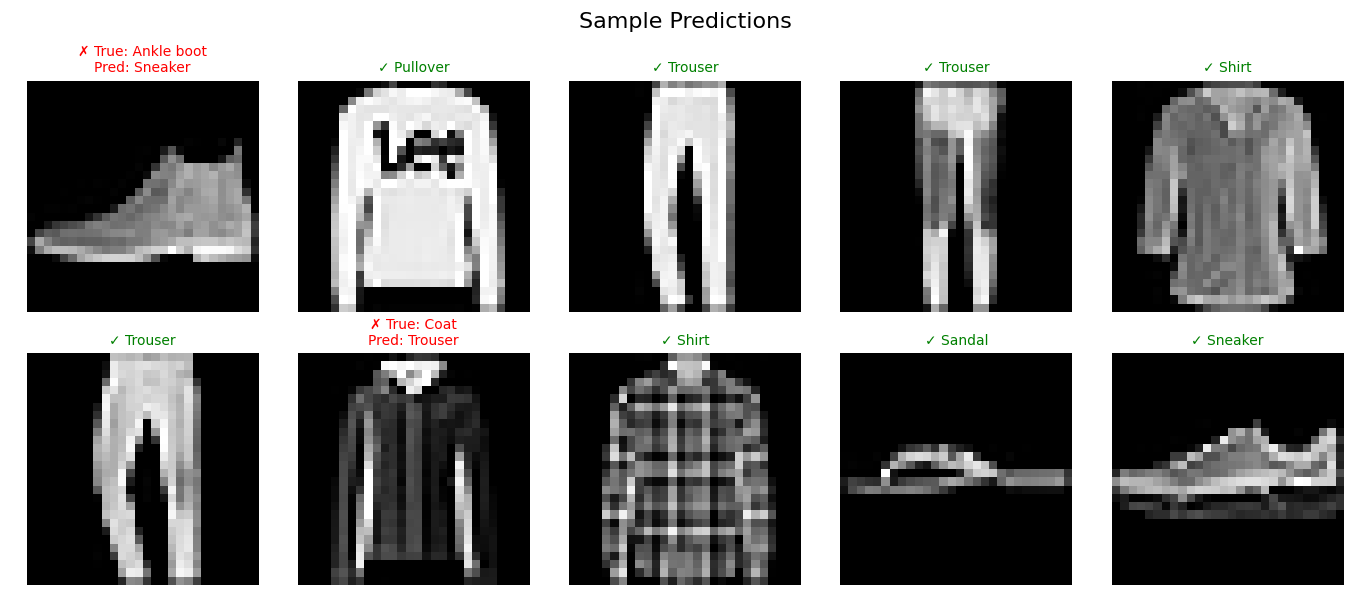 Sample Predictions
✗ True: Ankle boot
Pred: Sneaker
✓ Pullover
✓ Trouser
✓ Trouser
✓ Shirt
✓ Trouser
✗ True: Coat
Pred: Trouser
✓ Shirt
✓ Sandal
✓ Sneaker